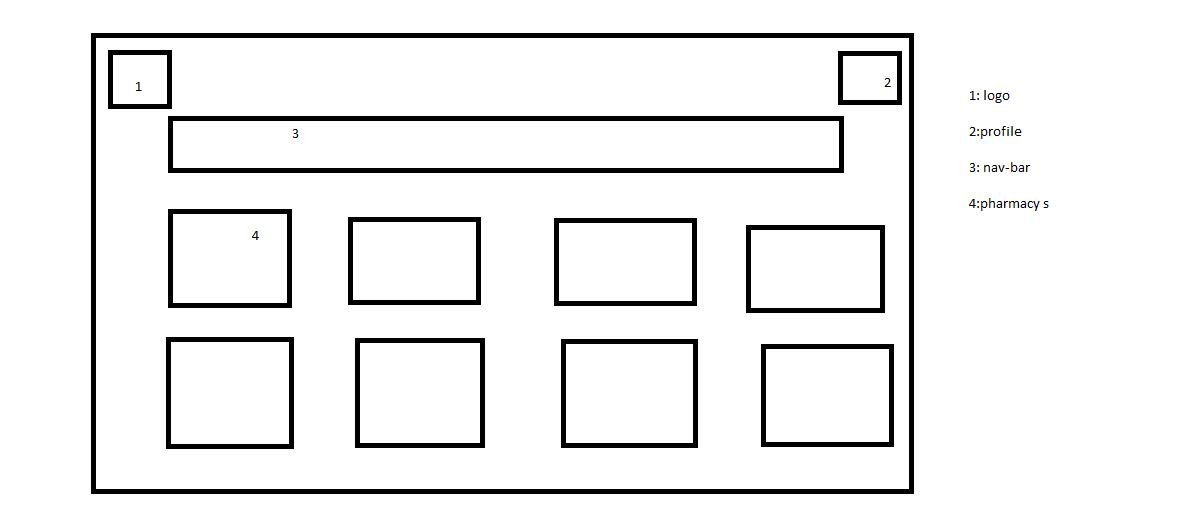 1
2
3
4
1: logo
2:profile
3: nav-bar
4:pharmacy s